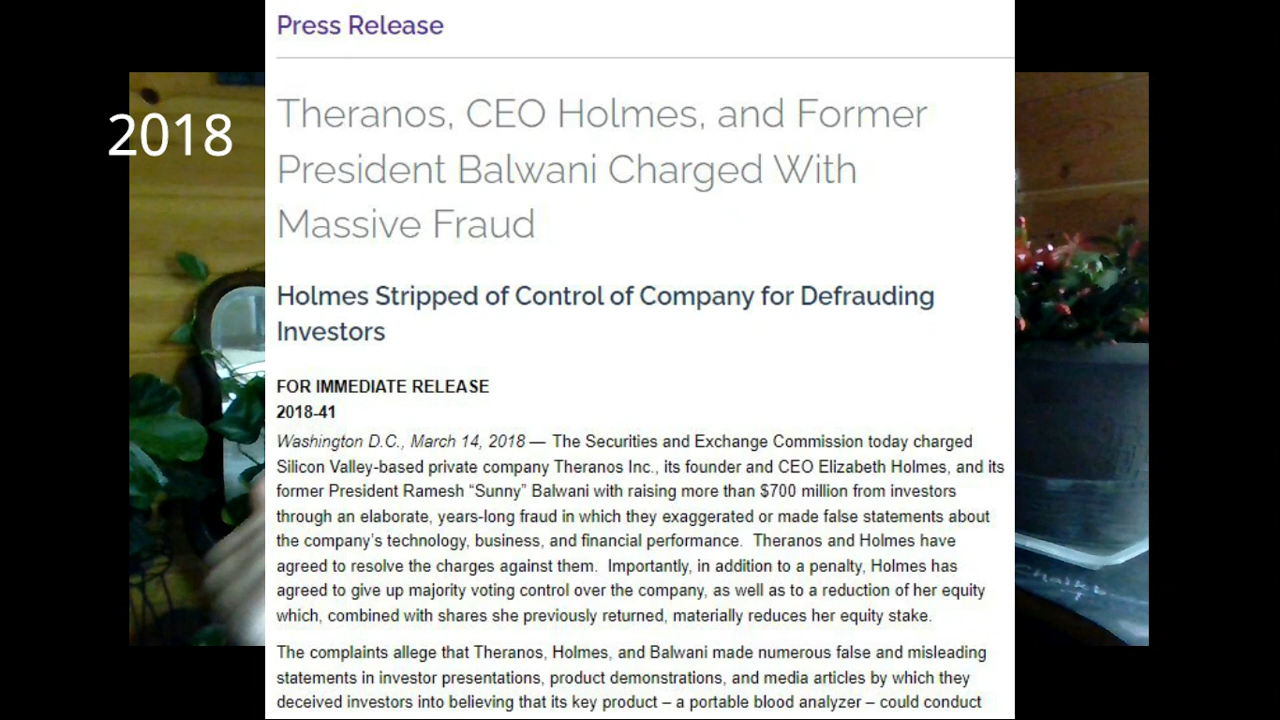 Press Release
2018
Theranos, CEO Holmes, and Former
President Balwani Charged With
Massive Fraud
Holmes Stripped of Control of Company for Defrauding
Investors
FOR IMMEDIATE RELEASE
2018-41
Washington D.C., March 14, 2018 — The Securities and Exchange Commission today charged
Silicon Valley-based private company Theranos Inc., its founder and CEO Elizabeth Holmes, and its
former President Ramesh “Sunny” Balwani with raising more than $700 million from investors
through an elaborate, years-long fraud in which they exaggerated or made false statements about
the company’s technology, business, and financial performance.  Theranos and Holmes have
agreed to resolve the charges against them.  Importantly, in addition to a penalty, Holmes has
agreed to give up majority voting control over the company, as well as to a reduction of her equity
which, combined with shares she previously returned, materially reduces her equity stake.
The complaints allege that Theranos, Holmes, and Balwani made numerous false and misleading
statements in investor presentations, product demonstrations, and media articles by which they
deceived investors into believing that its key product – a portable blood analyzer – could conduct